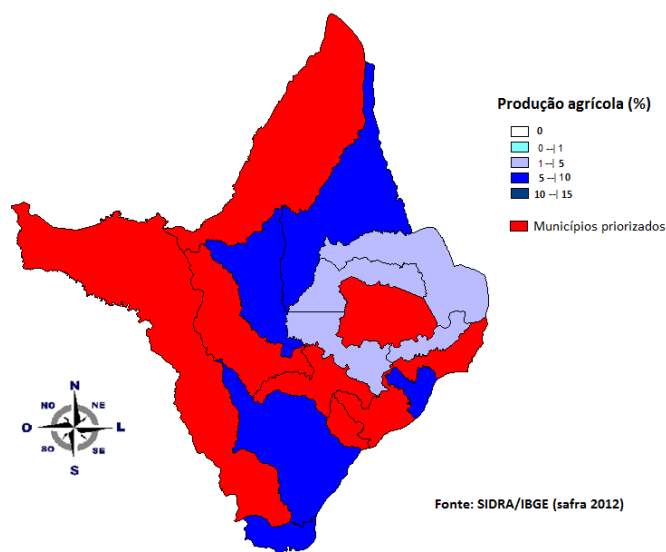 Produção agrícola (%)
0
0 --| 1
1 --| 5
5 --| 10
10 --| 15
Municípios priorizados
N
NO NE
O L
SO SE
S
Fonte: SIDRA/IBGE (safra 2012)